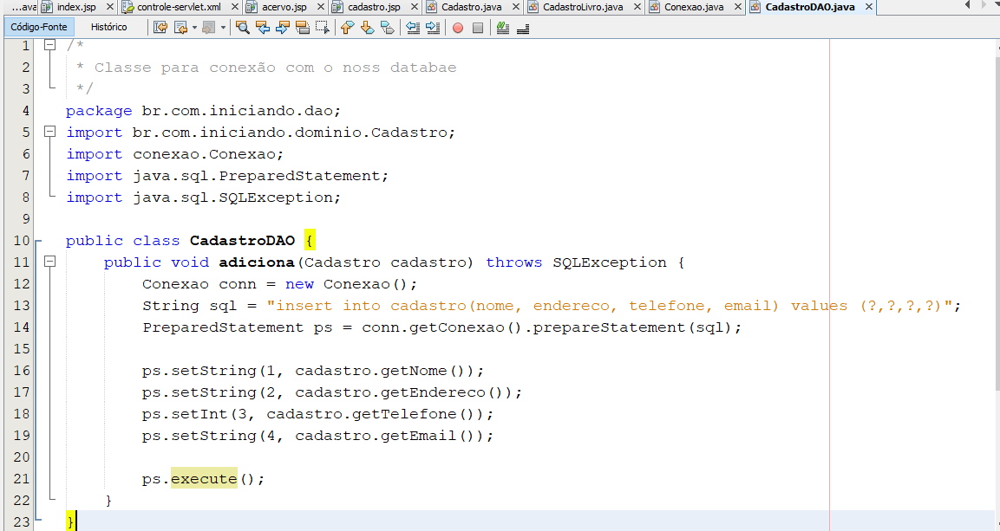 ...ava index.jsp controle-servlet.xml acervo.jsp cadastro.jsp Cadastro.java CadastroLivro.java Conexao.java CadastroDAO.java
Código-Fonte Histórico
1 /*
2 * Classe para conexão com o noss databae
3 */
4 package br.com.iniciando.dao;
5 import br.com.iniciando.dominio.Cadastro;
6 import conexao.Conexao;
7 import java.sql.PreparedStatement;
8 import java.sql.SQLException;
9
10 public class CadastroDAO {
11 public void adiciona(Cadastro cadastro) throws SQLException {
12 Conexao conn = new Conexao();
13 String sql = "insert into cadastro(nome, endereco, telefone, email) values (?,?,?,?)";
14 PreparedStatement ps = conn.getConexao().prepareStatement(sql);
15
16 ps.setString(1, cadastro.getNome());
17 ps.setString(2, cadastro.getEndereco());
18 ps.setInt(3, cadastro.getTelefone());
19 ps.setString(4, cadastro.getEmail());
20
21 ps.execute();
22 }
23 }